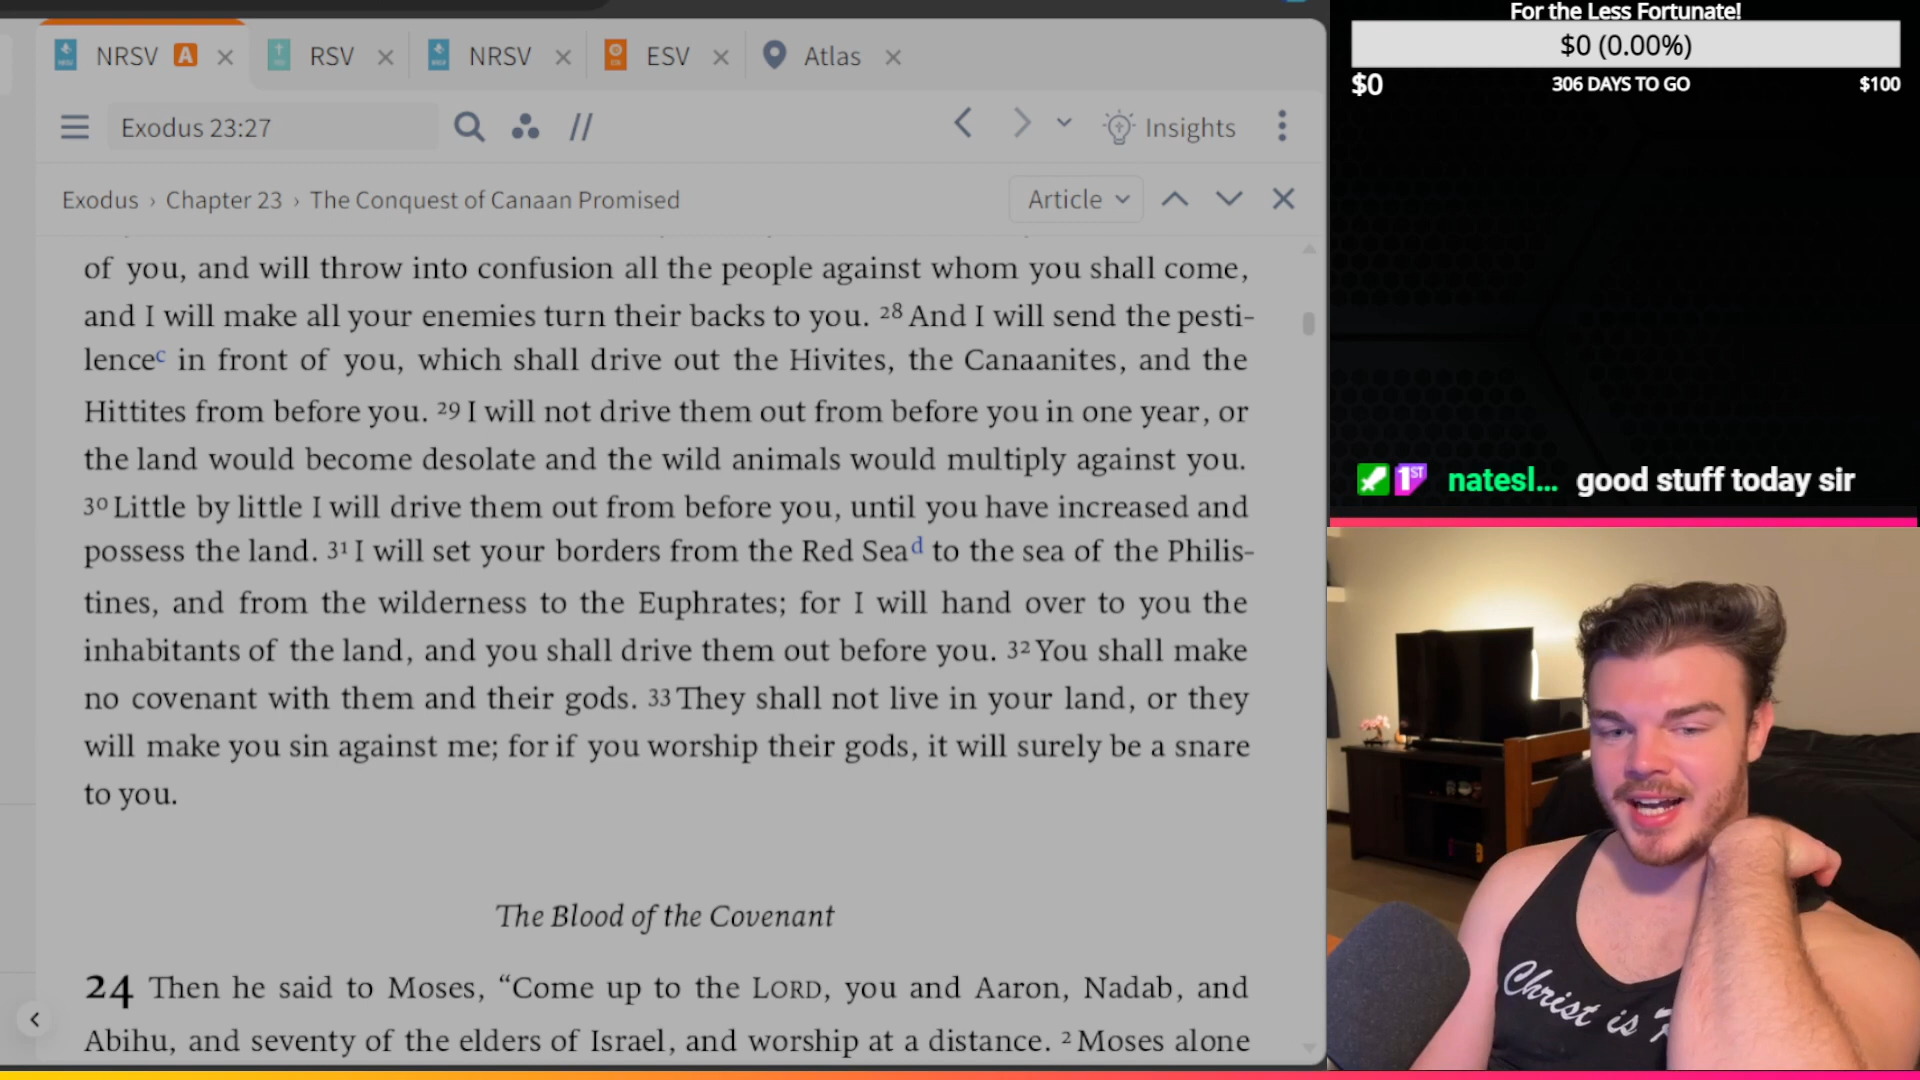 NRSV A
RSV
NRSV
ESV
Atlas
Exodus 23:27
Insights
Exodus › Chapter 23 › The Conquest of Canaan Promised
Article
of you, and will throw into confusion all the people against whom you shall come,
and I will make all your enemies turn their backs to you. 28 And I will send the pesti-
lencec in front of you, which shall drive out the Hivites, the Canaanites, and the
Hittites from before you. 29 I will not drive them out from before you in one year, or
the land would become desolate and the wild animals would multiply against you.
30 Little by little I will drive them out from before you, until you have increased and
possess the land. 31 I will set your borders from the Red Sead to the sea of the Philis-
tines, and from the wilderness to the Euphrates; for I will hand over to you the
inhabitants of the land, and you shall drive them out before you. 32 You shall make
no covenant with them and their gods. 33 They shall not live in your land, or they
will make you sin against me; for if you worship their gods, it will surely be a snare
to you.
The Blood of the Covenant
24 Then he said to Moses, “Come up to the LORD, you and Aaron, Nadab, and
Abihu, and seventy of the elders of Israel, and worship at a distance. 2 Moses alone
For the Less Fortunate!
$0 (0.00%)
$0 306 DAYS TO GO $100
1ST natesl... good stuff today sir
Christ is